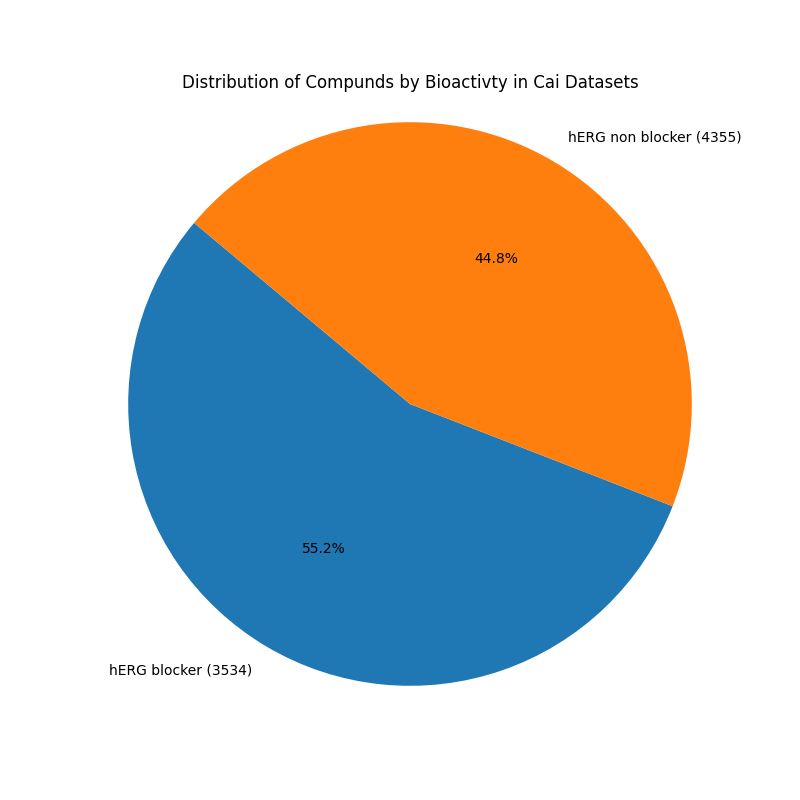 Distribution of Compunds by Bioactivty in Cai Datasets
hERG non blocker (4355)
44.8%
55.2%
hERG blocker (3534)